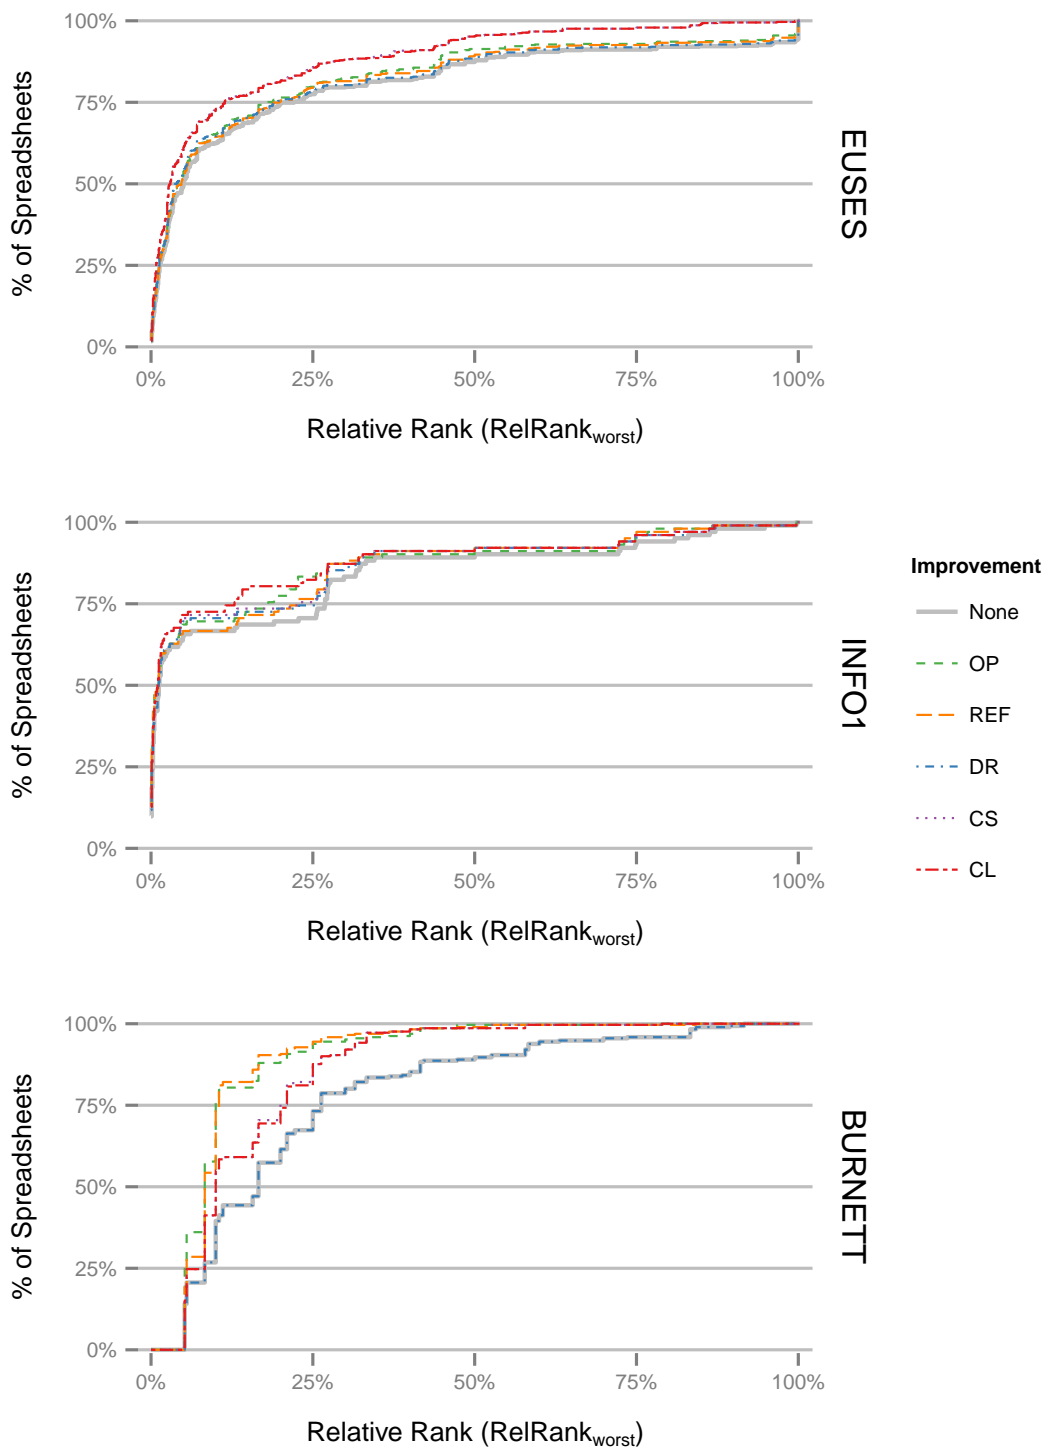 100%
75%
50%
25%
0%
% of Spreadsheets
0% 25% 50% 75% 100%
Relative Rank (RelRankworst)
EUSES
100%
75%
50%
25%
0%
% of Spreadsheets
0% 25% 50% 75% 100%
Relative Rank (RelRankworst)
INFO1
Improvement
None
OP
REF
DR
CS
CL
100%
75%
50%
25%
0%
% of Spreadsheets
0% 25% 50% 75% 100%
Relative Rank (RelRankworst)
BURNETT